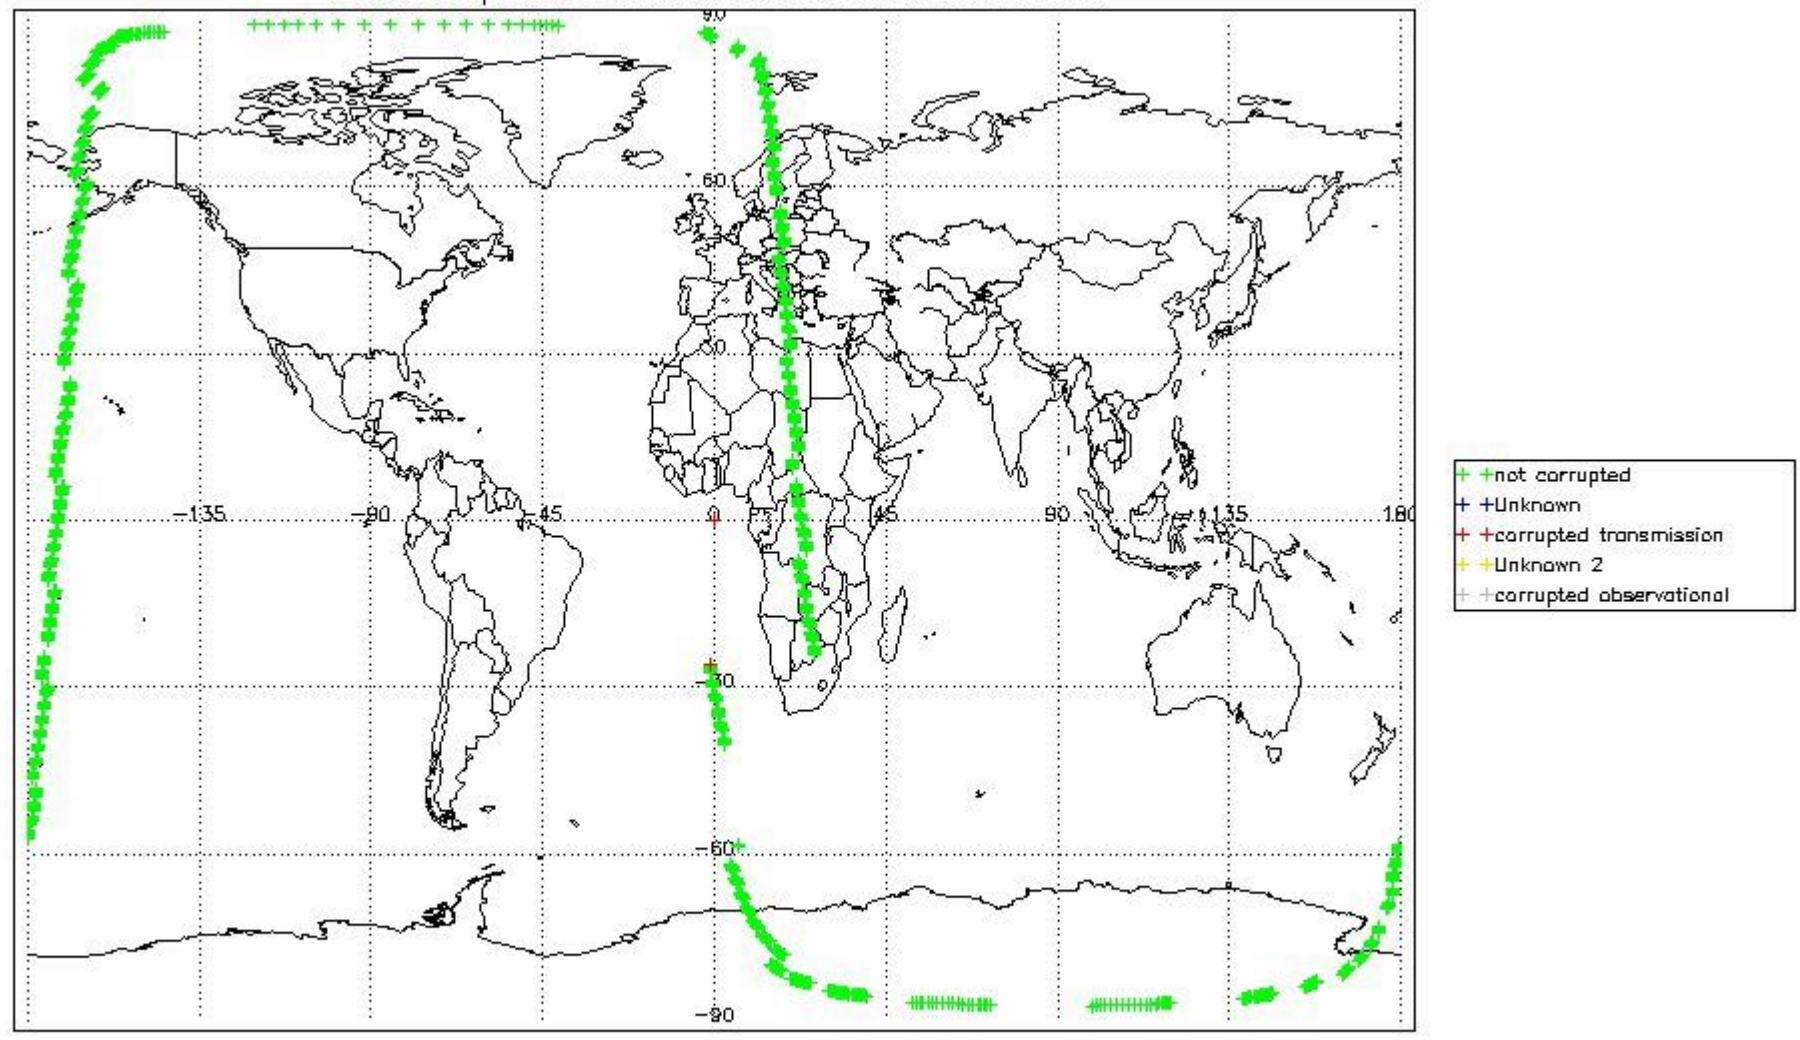 90
60
30
-135 -90 -45 0 45 90 135 180
-30
-60
-90
not corrupted
Unknown
corrupted transmission
Unknown 2
corrupted observational